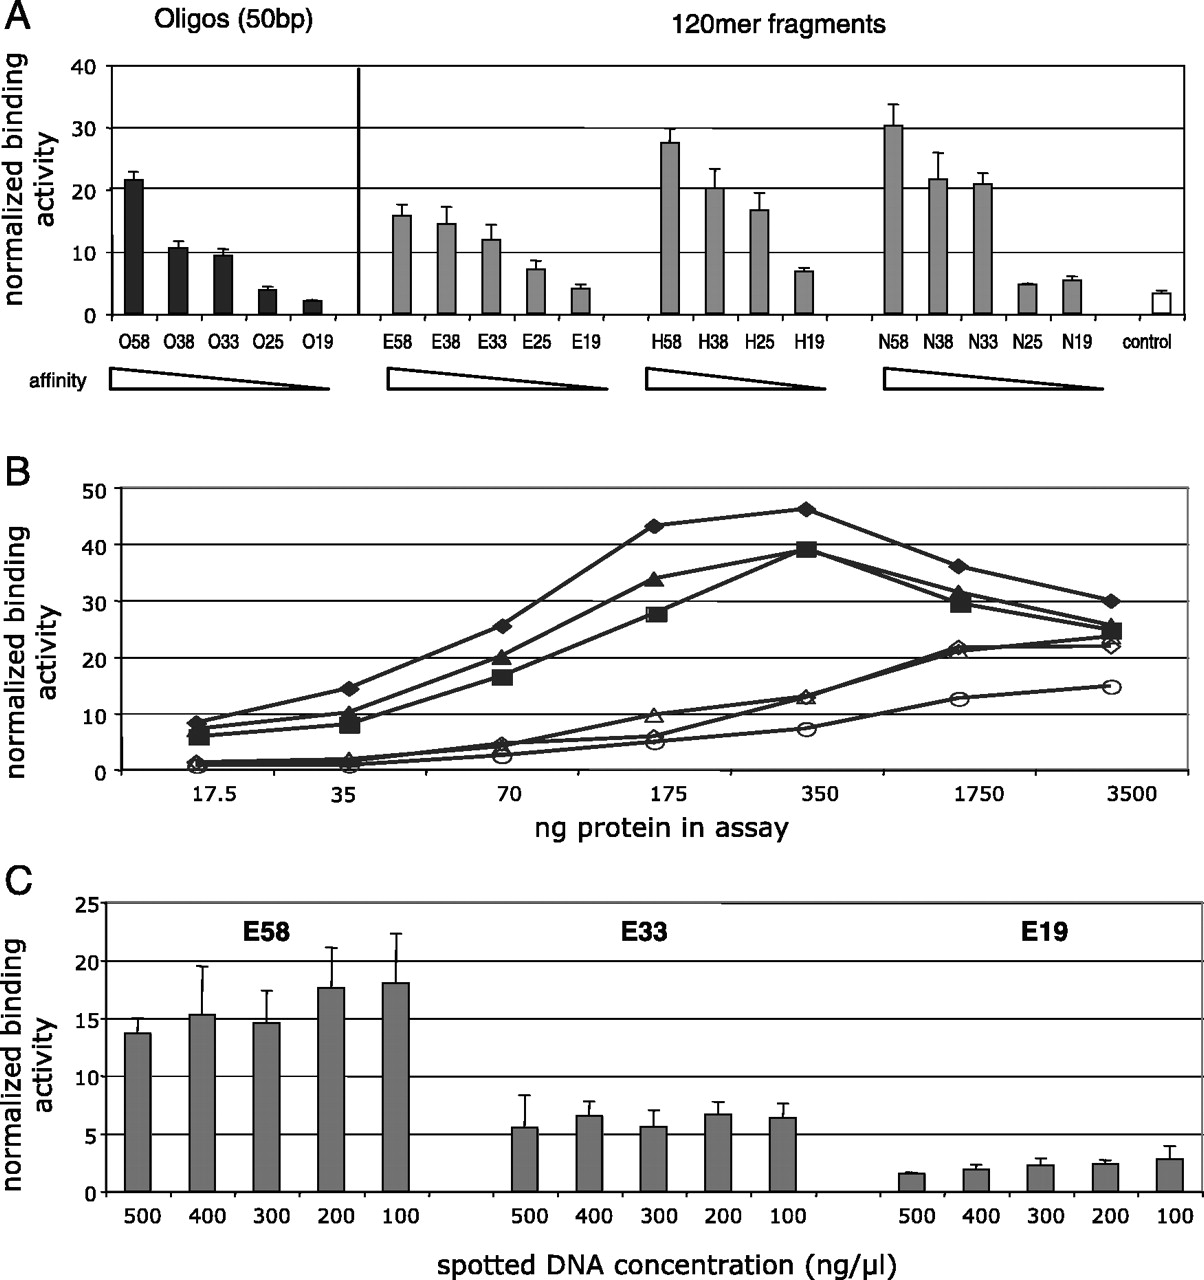 A
Oligos (50bp)
120mer fragments
normalized binding
activity
40
30
20
10
0
O58 O38 O33 O25 O19 E58 E38 E33 E25 E19 H58 H38 H25 H19 N58 N38 N33 N25 N19 control
affinity
B
normalized binding
activity
50
40
30
20
10
0
17.5 35 70 175 350 1750 3500
ng protein in assay
C
normalized binding
activity
25
20
15
10
5
0
E58 E33 E19
500 400 300 200 100 500 400 300 200 100 500 400 300 200 100
spotted DNA concentration (ng/µl)